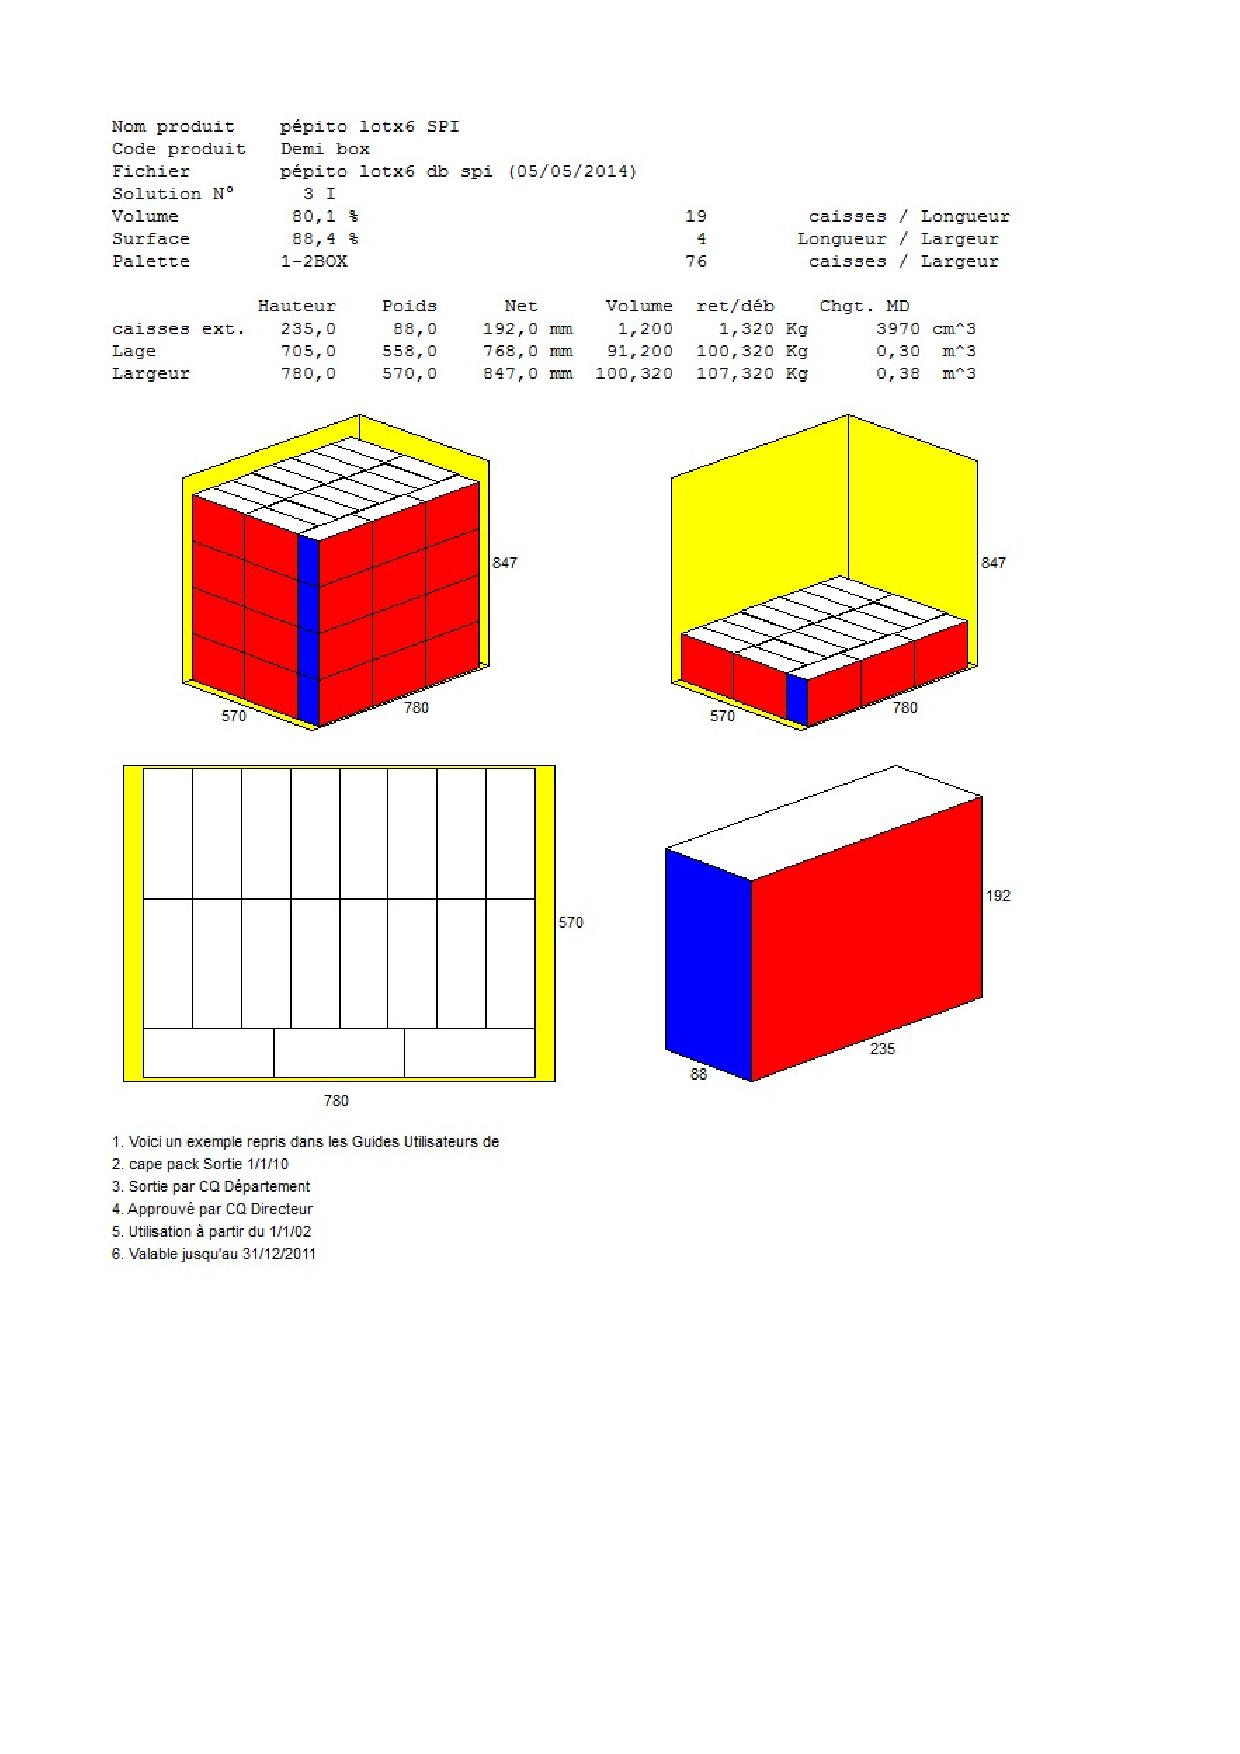 Nom produit pépito lotx6 SPI
Code produit Demi box
Fichier pépito lotx6 db spi (05/05/2014)
Solution N° 3 I
Volume 80,1 % 19 caisses / Longueur
Surface 88,4 % 4 Longueur / Largeur
Palette 1-2BOX 76 caisses / Largeur
Hauteur Poids Net Volume ret/déb Chgt. MD
caisses ext. 235,0 88,0 192,0 mm 1,200 1,320 Kg 3970 cm^3
Lage 705,0 558,0 768,0 mm 91,200 100,320 Kg 0,30 m^3
Largeur 780,0 570,0 847,0 mm 100,320 107,320 Kg 0,38 m^3
847
570
780
847
570
780
570
780
192
235
88
1. Voici un exemple repris dans les Guides Utilisateurs de
2. cape pack Sortie 1/1/10
3. Sortie par CQ Département
4. Approuvé par CQ Directeur
5. Utilisation à partir du 1/1/02
6. Valable jusqu'au 31/12/2011